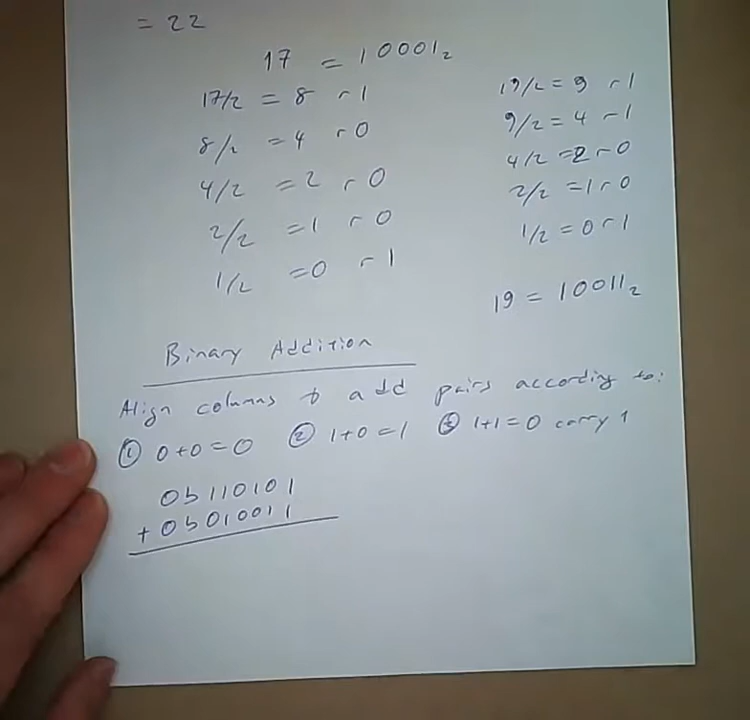 = 22
17 = 10001₂
17/2 = 8 r 1
8/2 = 4 r 0
4/2 = 2 r 0
2/2 = 1 r 0
1/2 = 0 r 1
19/2 = 9 r 1
9/2 = 4 r 1
4/2 = 2 r 0
2/2 = 1 r 0
1/2 = 0 r 1
19 = 10011₂
Binary Addition
Align columns & add pairs according to:
① 0+0=0 ② 1+0=1 ③ 1+1=0 carry 1
0b110101
+ 0b010011